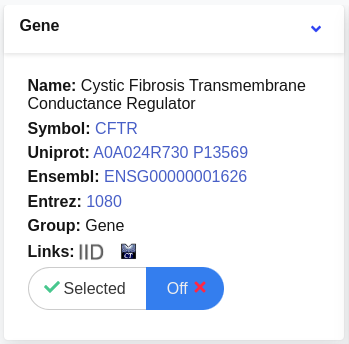 Gene
Name: Cystic Fibrosis Transmembrane
Conductance Regulator
Symbol: CFTR
Uniprot: A0A024R730 P13569
Ensembl: ENSG00000001626
Entrez: 1080
Group: Gene
Links: IID CT
Selected Off